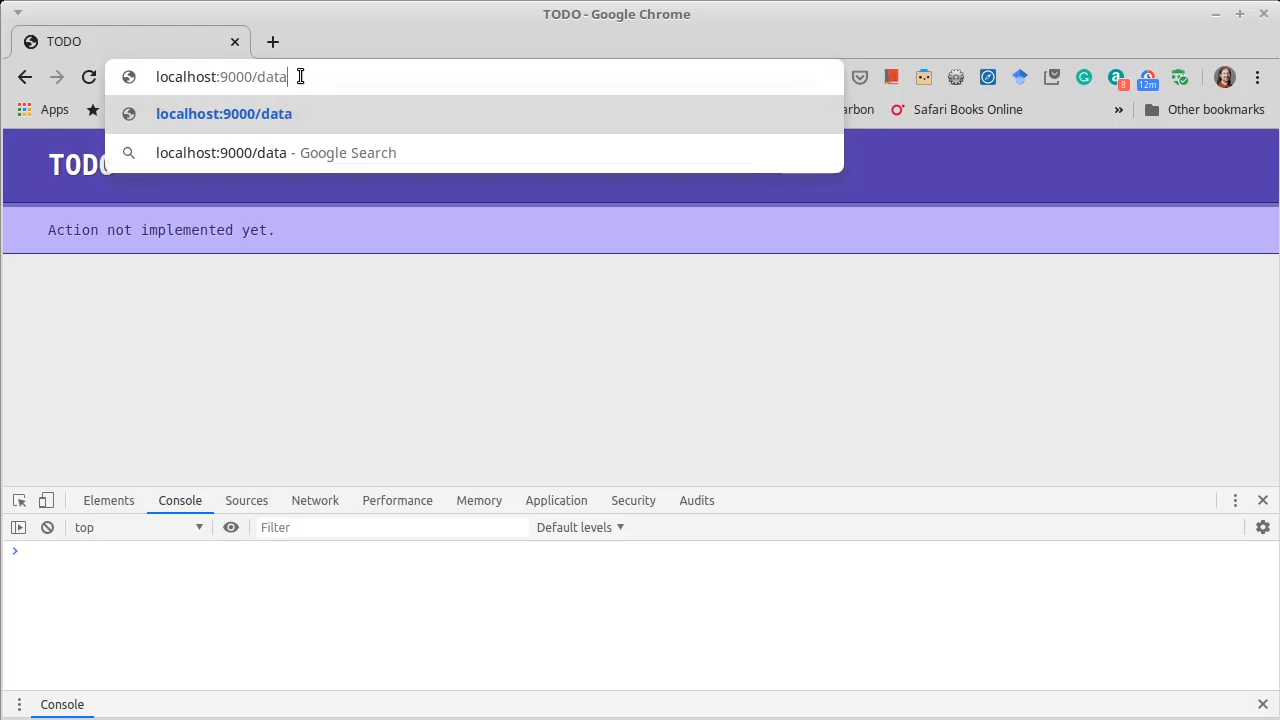 TODO - Google Chrome
TODO
localhost:9000/data
8
12m
Apps
arbon
Safari Books Online
»
Other bookmarks
localhost:9000/data
localhost:9000/data - Google Search
TODO
Action not implemented yet.
Elements Console Sources Network Performance Memory Application Security Audits
top
Filter
Default levels
Console